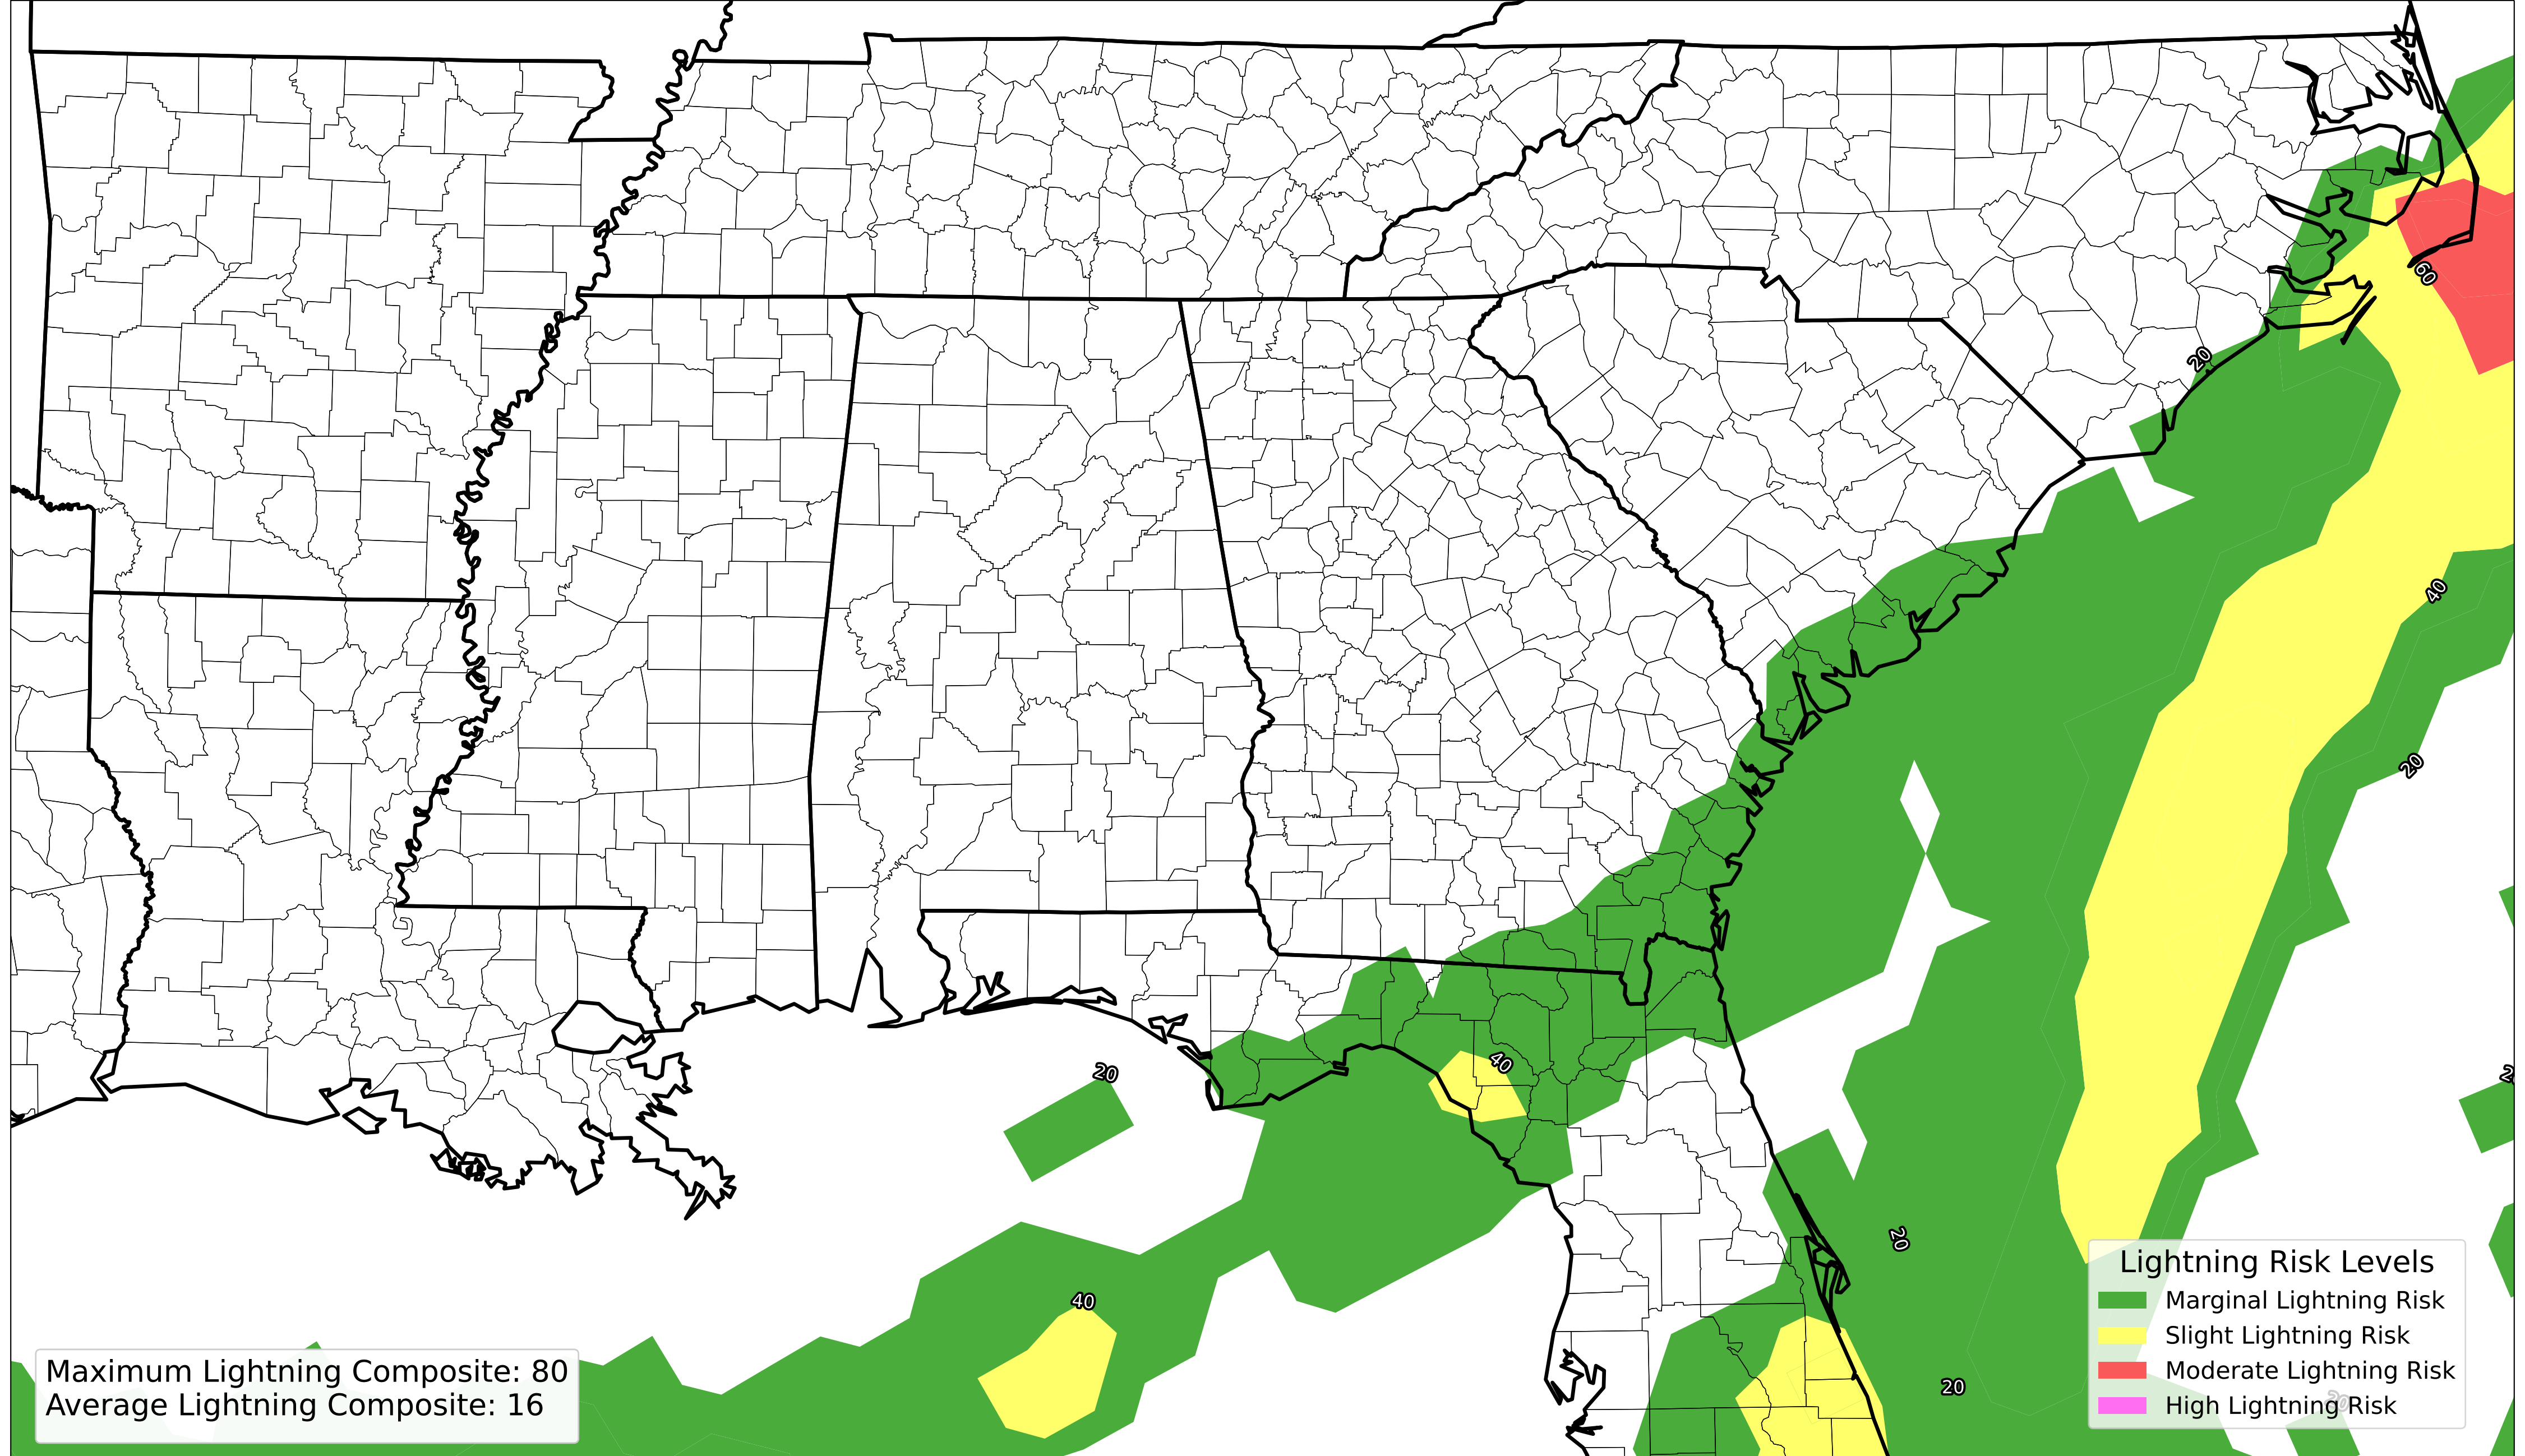 60
20
40
20
40
20
2
40
20
20
Lightning Risk Levels
Marginal Lightning Risk
Slight Lightning Risk
Moderate Lightning Risk
High Lightning Risk
20
Maximum Lightning Composite: 80
Average Lightning Composite: 16